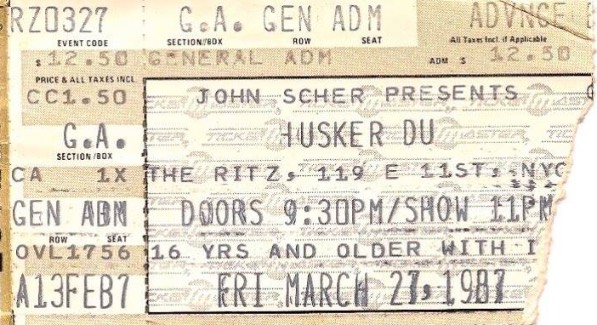 RZ0327 G.A. GEN ADM ADVNCE
EVENT CODE SECTION/BOX ROW SEAT All Taxes Incl. if Applicable
$ 12.50 GENERAL ADM ADM $ 12.50
PRICE & ALL TAXES INCL.
CC1.50 JOHN SCHER PRESENTS
G.A. HUSKER DU
SECTION/BOX
CA 1X THE RITZ, 119 E 11ST, NYC
GEN ADM DOORS 9:30PM/SHOW 11PM
ROW SEAT
OVL1756 16 YRS AND OLDER WITH I
A13FEB7 FRI MARCH 27, 1987